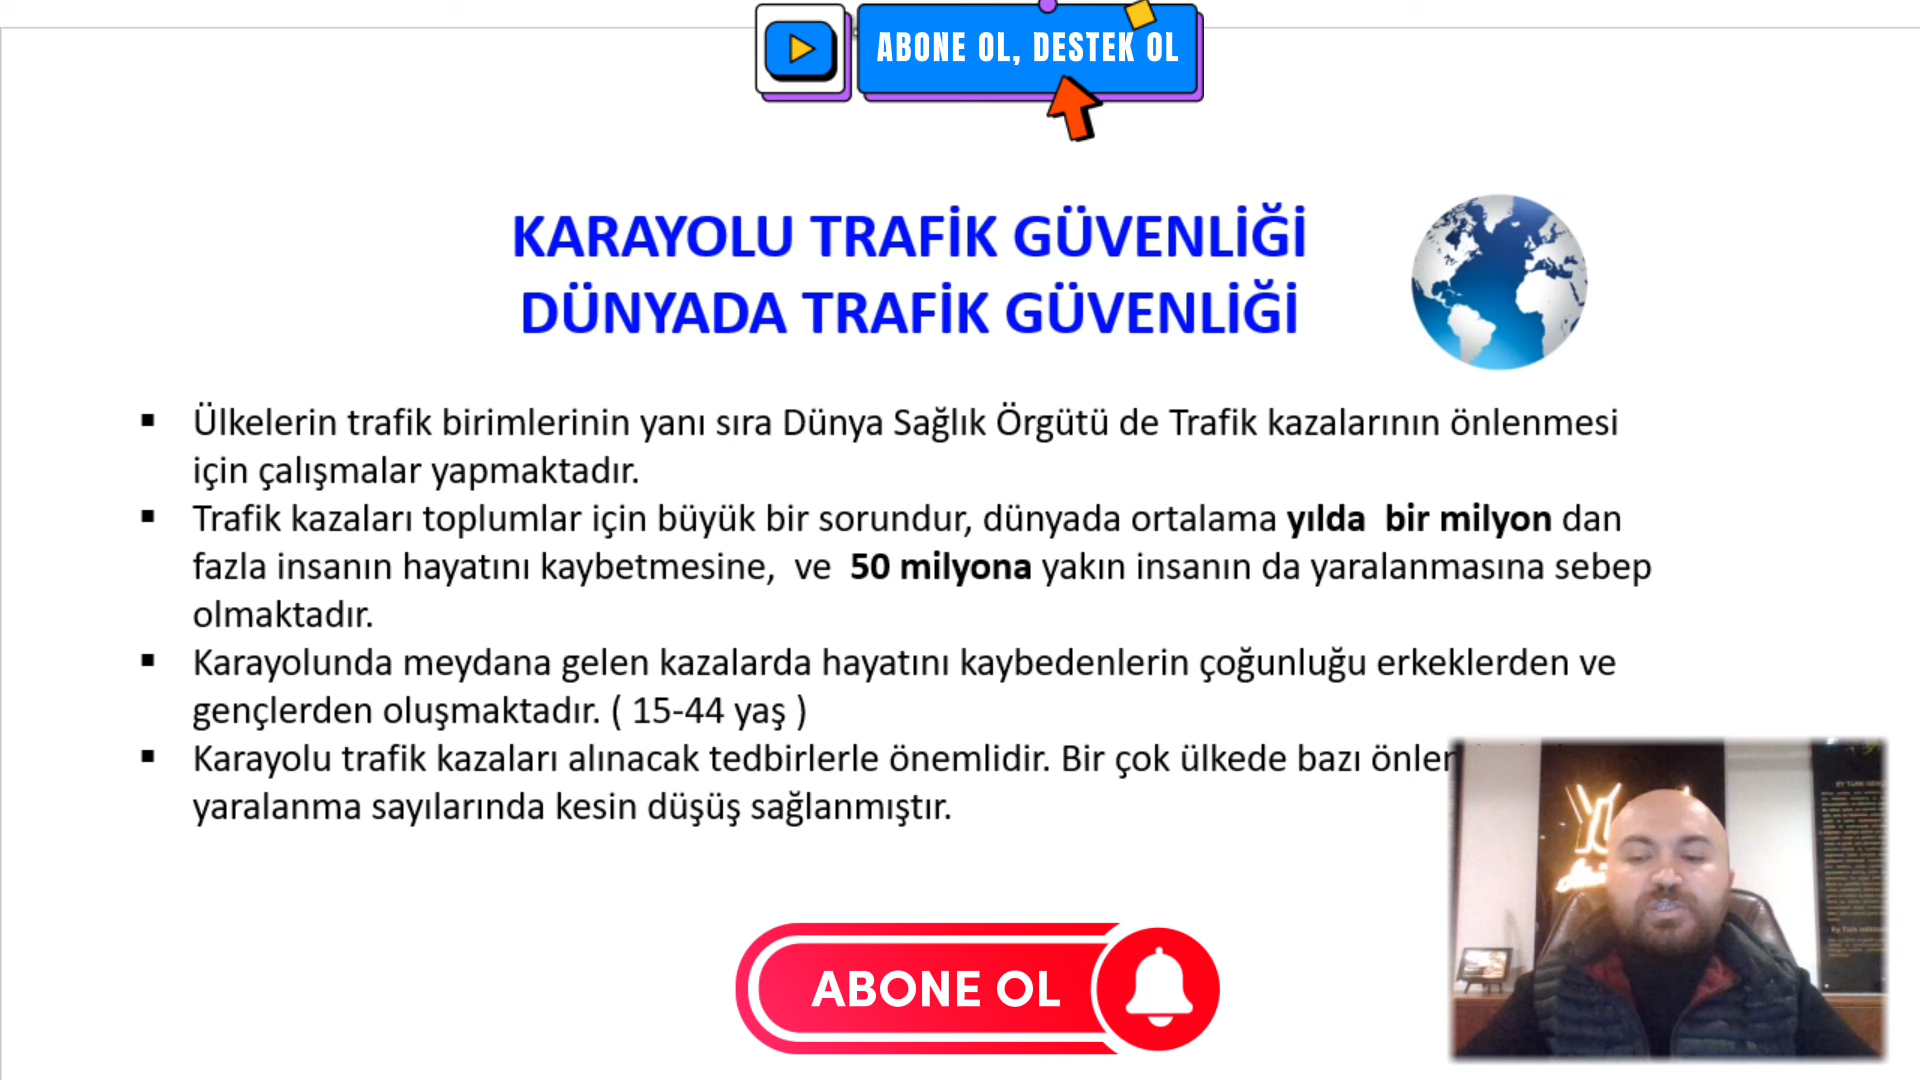 ABONE OL, DESTEK OL
KARAYOLU TRAFİK GÜVENLİĞİ
DÜNYADA TRAFİK GÜVENLİĞİ
▪ Ülkelerin trafik birimlerinin yanı sıra Dünya Sağlık Örgütü de Trafik kazalarının önlenmesi
için çalışmalar yapmaktadır.
▪ Trafik kazaları toplumlar için büyük bir sorundur, dünyada ortalama yılda bir milyon dan
fazla insanın hayatını kaybetmesine, ve 50 milyona yakın insanın da yaralanmasına sebep
olmaktadır.
▪ Karayolunda meydana gelen kazalarda hayatını kaybedenlerin çoğunluğu erkeklerden ve
gençlerden oluşmaktadır. ( 15-44 yaş )
▪ Karayolu trafik kazaları alınacak tedbirlerle önemlidir. Bir çok ülkede bazı
yaralanma sayılarında kesin düşüş sağlanmıştır.
ABONE OL